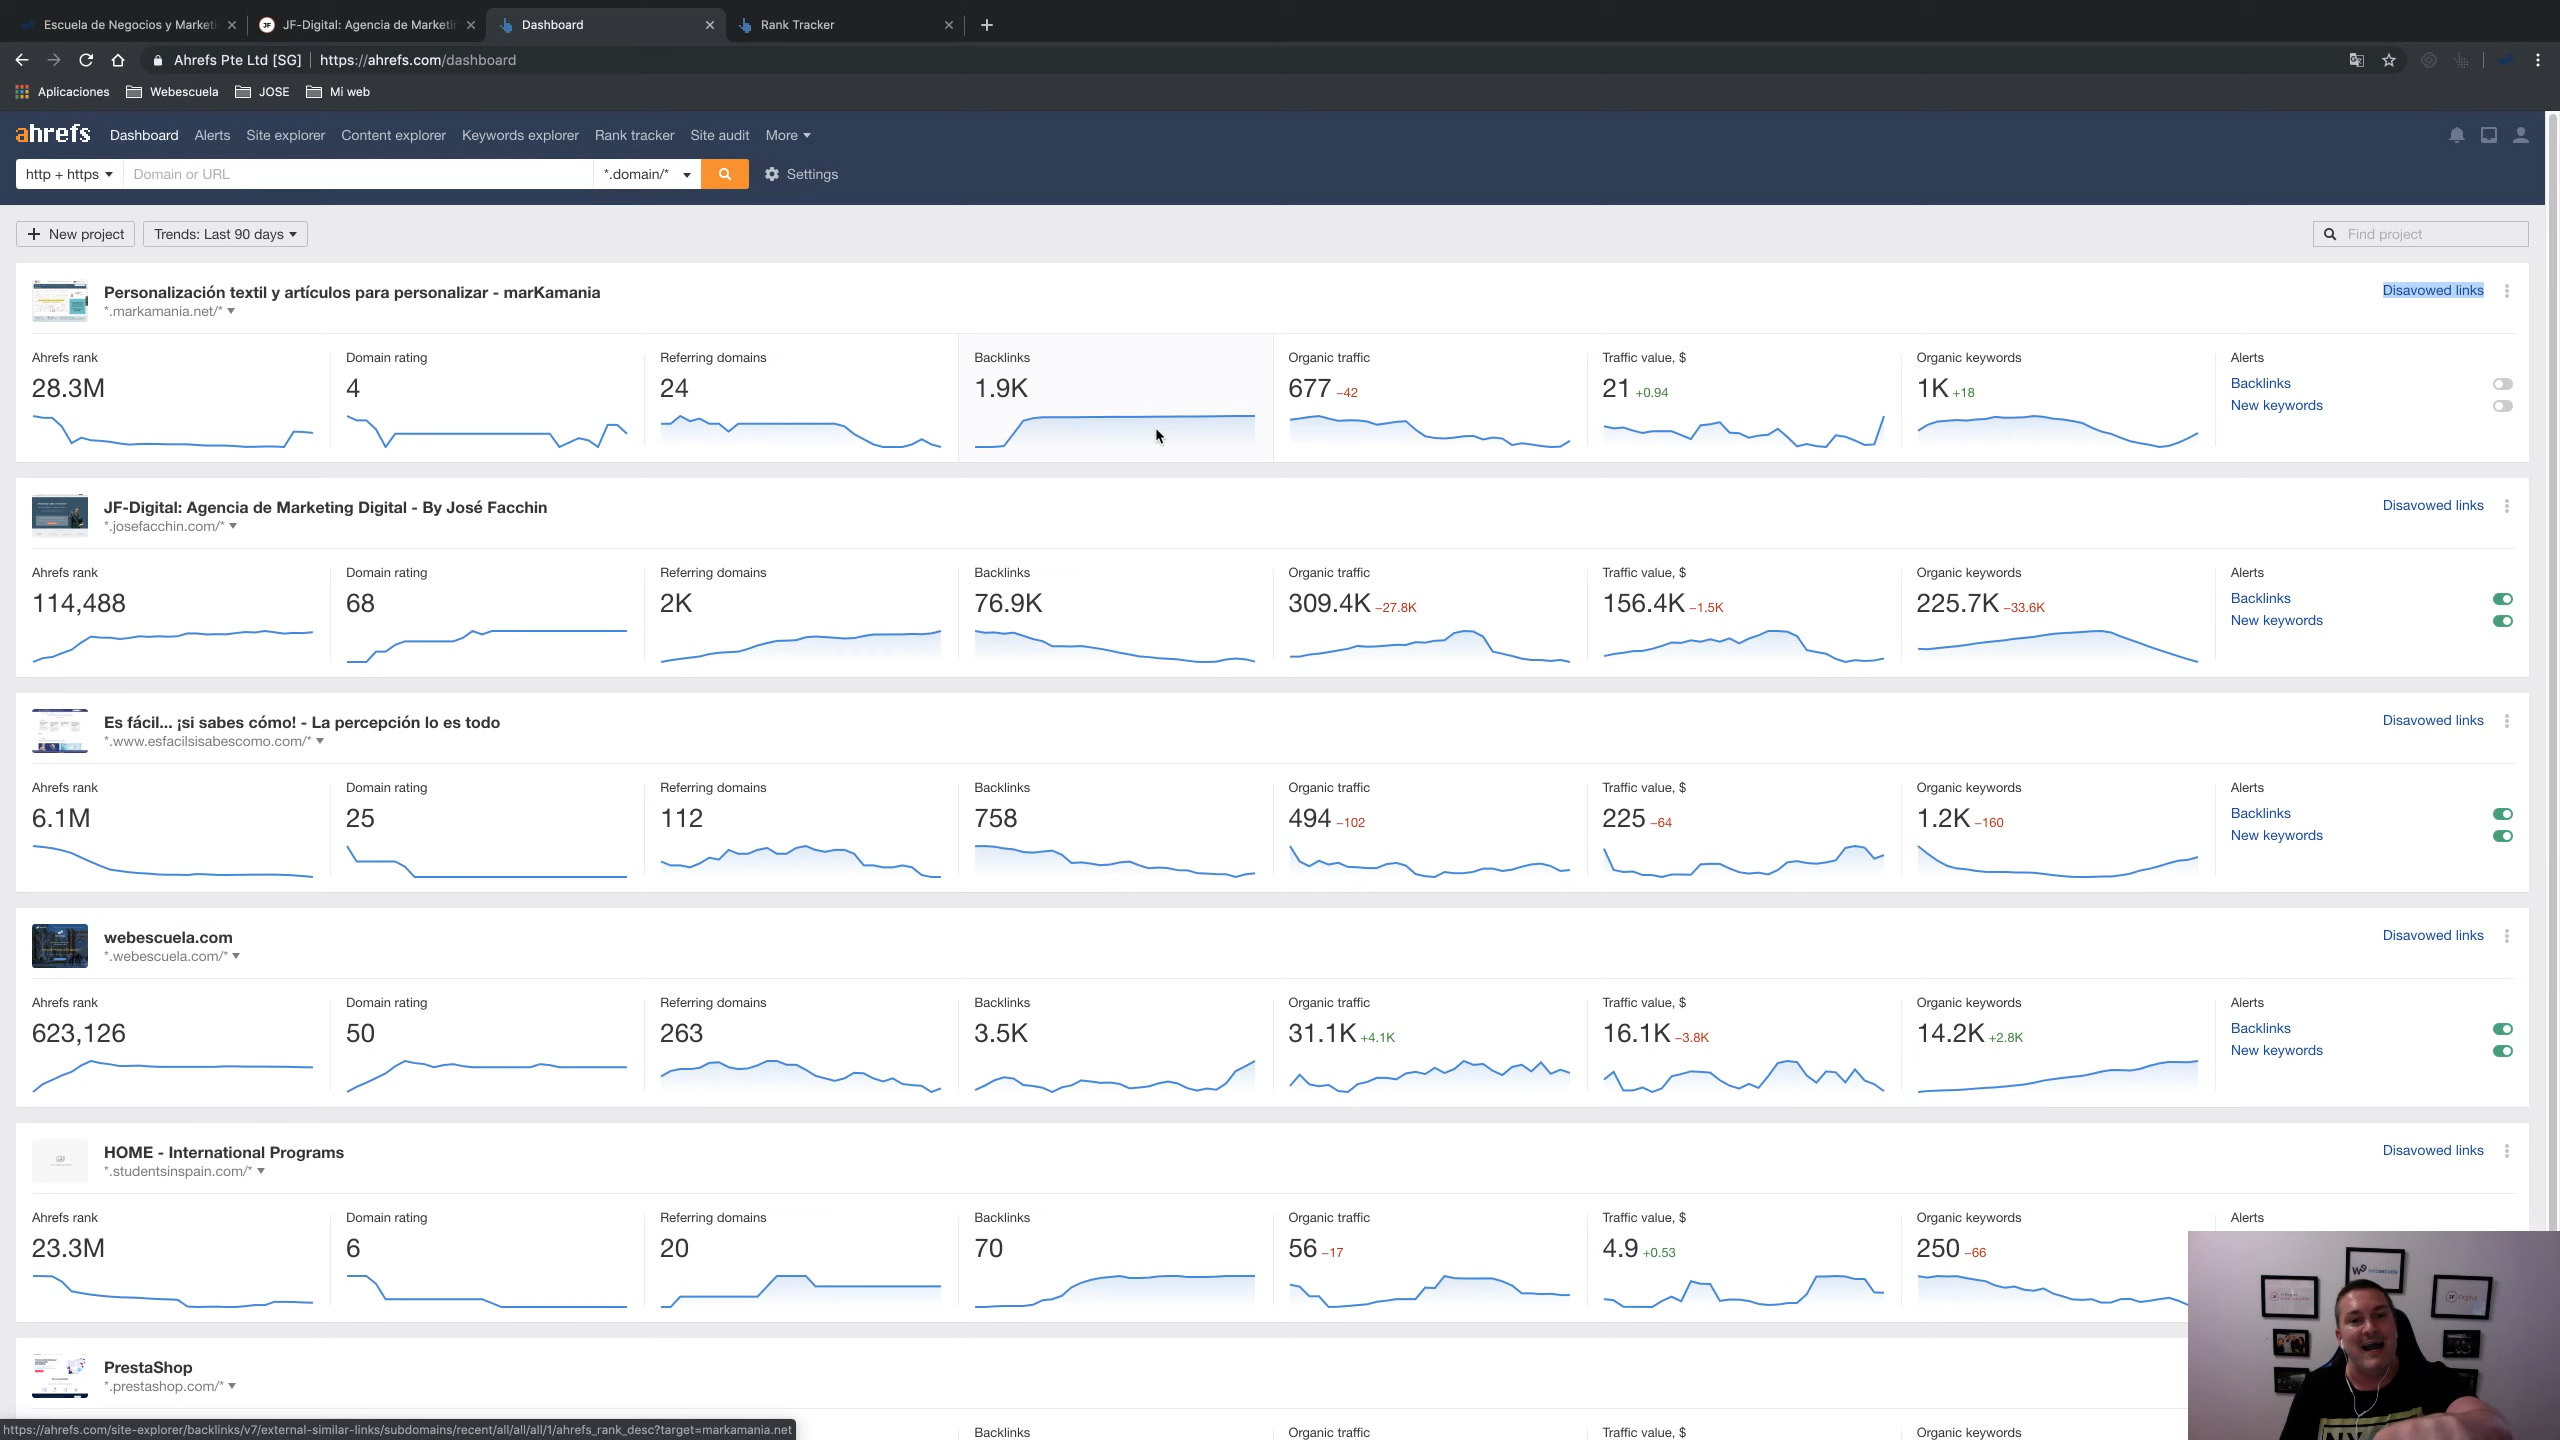 Escuela de Negocios y Marketi
JF-Digital: Agencia de Marketin
Dashboard
Rank Tracker
Ahrefs Pte Ltd [SG] | https://ahrefs.com/dashboard
Aplicaciones Webescuela JOSE Mi web
ahrefs Dashboard Alerts Site explorer Content explorer Keywords explorer Rank tracker Site audit More
http + https Domain or URL *.domain/* Settings
+ New project Trends: Last 90 days Find project
Personalización textil y artículos para personalizar - marKamania Disavowed links
*.markamania.net/*
Ahrefs rank Domain rating Referring domains Backlinks Organic traffic Traffic value, $ Organic keywords Alerts
28.3M 4 24 1.9K 677 –42 21 +0.94 1K +18 Backlinks
New keywords
JF-Digital: Agencia de Marketing Digital - By José Facchin Disavowed links
*.josefacchin.com/*
Ahrefs rank Domain rating Referring domains Backlinks Organic traffic Traffic value, $ Organic keywords Alerts
114,488 68 2K 76.9K 309.4K –27.8K 156.4K –1.5K 225.7K –33.6K Backlinks
New keywords
Es fácil... ¡si sabes cómo! - La percepción lo es todo Disavowed links
*.www.esfacilsisabescomo.com/*
Ahrefs rank Domain rating Referring domains Backlinks Organic traffic Traffic value, $ Organic keywords Alerts
6.1M 25 112 758 494 –102 225 –64 1.2K –160 Backlinks
New keywords
webescuela.com Disavowed links
*.webescuela.com/*
Ahrefs rank Domain rating Referring domains Backlinks Organic traffic Traffic value, $ Organic keywords Alerts
623,126 50 263 3.5K 31.1K +4.1K 16.1K –3.8K 14.2K +2.8K Backlinks
New keywords
HOME - International Programs Disavowed links
*.studentsinspain.com/*
Ahrefs rank Domain rating Referring domains Backlinks Organic traffic Traffic value, $ Organic keywords Alerts
23.3M 6 20 70 56 –17 4.9 +0.53 250 –66
PrestaShop
*.prestashop.com/*
https://ahrefs.com/site-explorer/backlinks/v7/external-similar-links/subdomains/recent/all/all/all/1/ahrefs_rank_desc?target=markamania.net
Backlinks Organic traffic Traffic value, $ Organic keywords